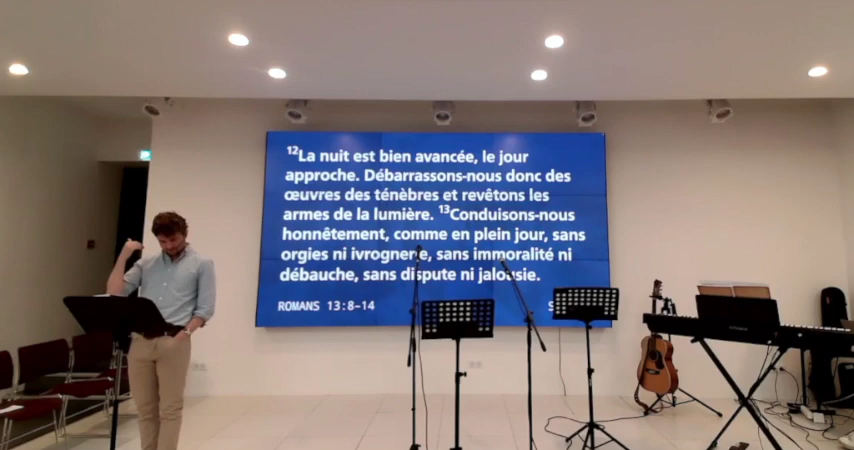 ¹²La nuit est bien avancée, le jour
approche. Débarrassons-nous donc des
œuvres des ténèbres et revêtons les
armes de la lumière. ¹³Conduisons-nous
honnêtement, comme en plein jour, sans
orgies ni ivrognerie, sans immoralité ni
débauche, sans dispute ni jalousie.
ROMANS 13:8–14